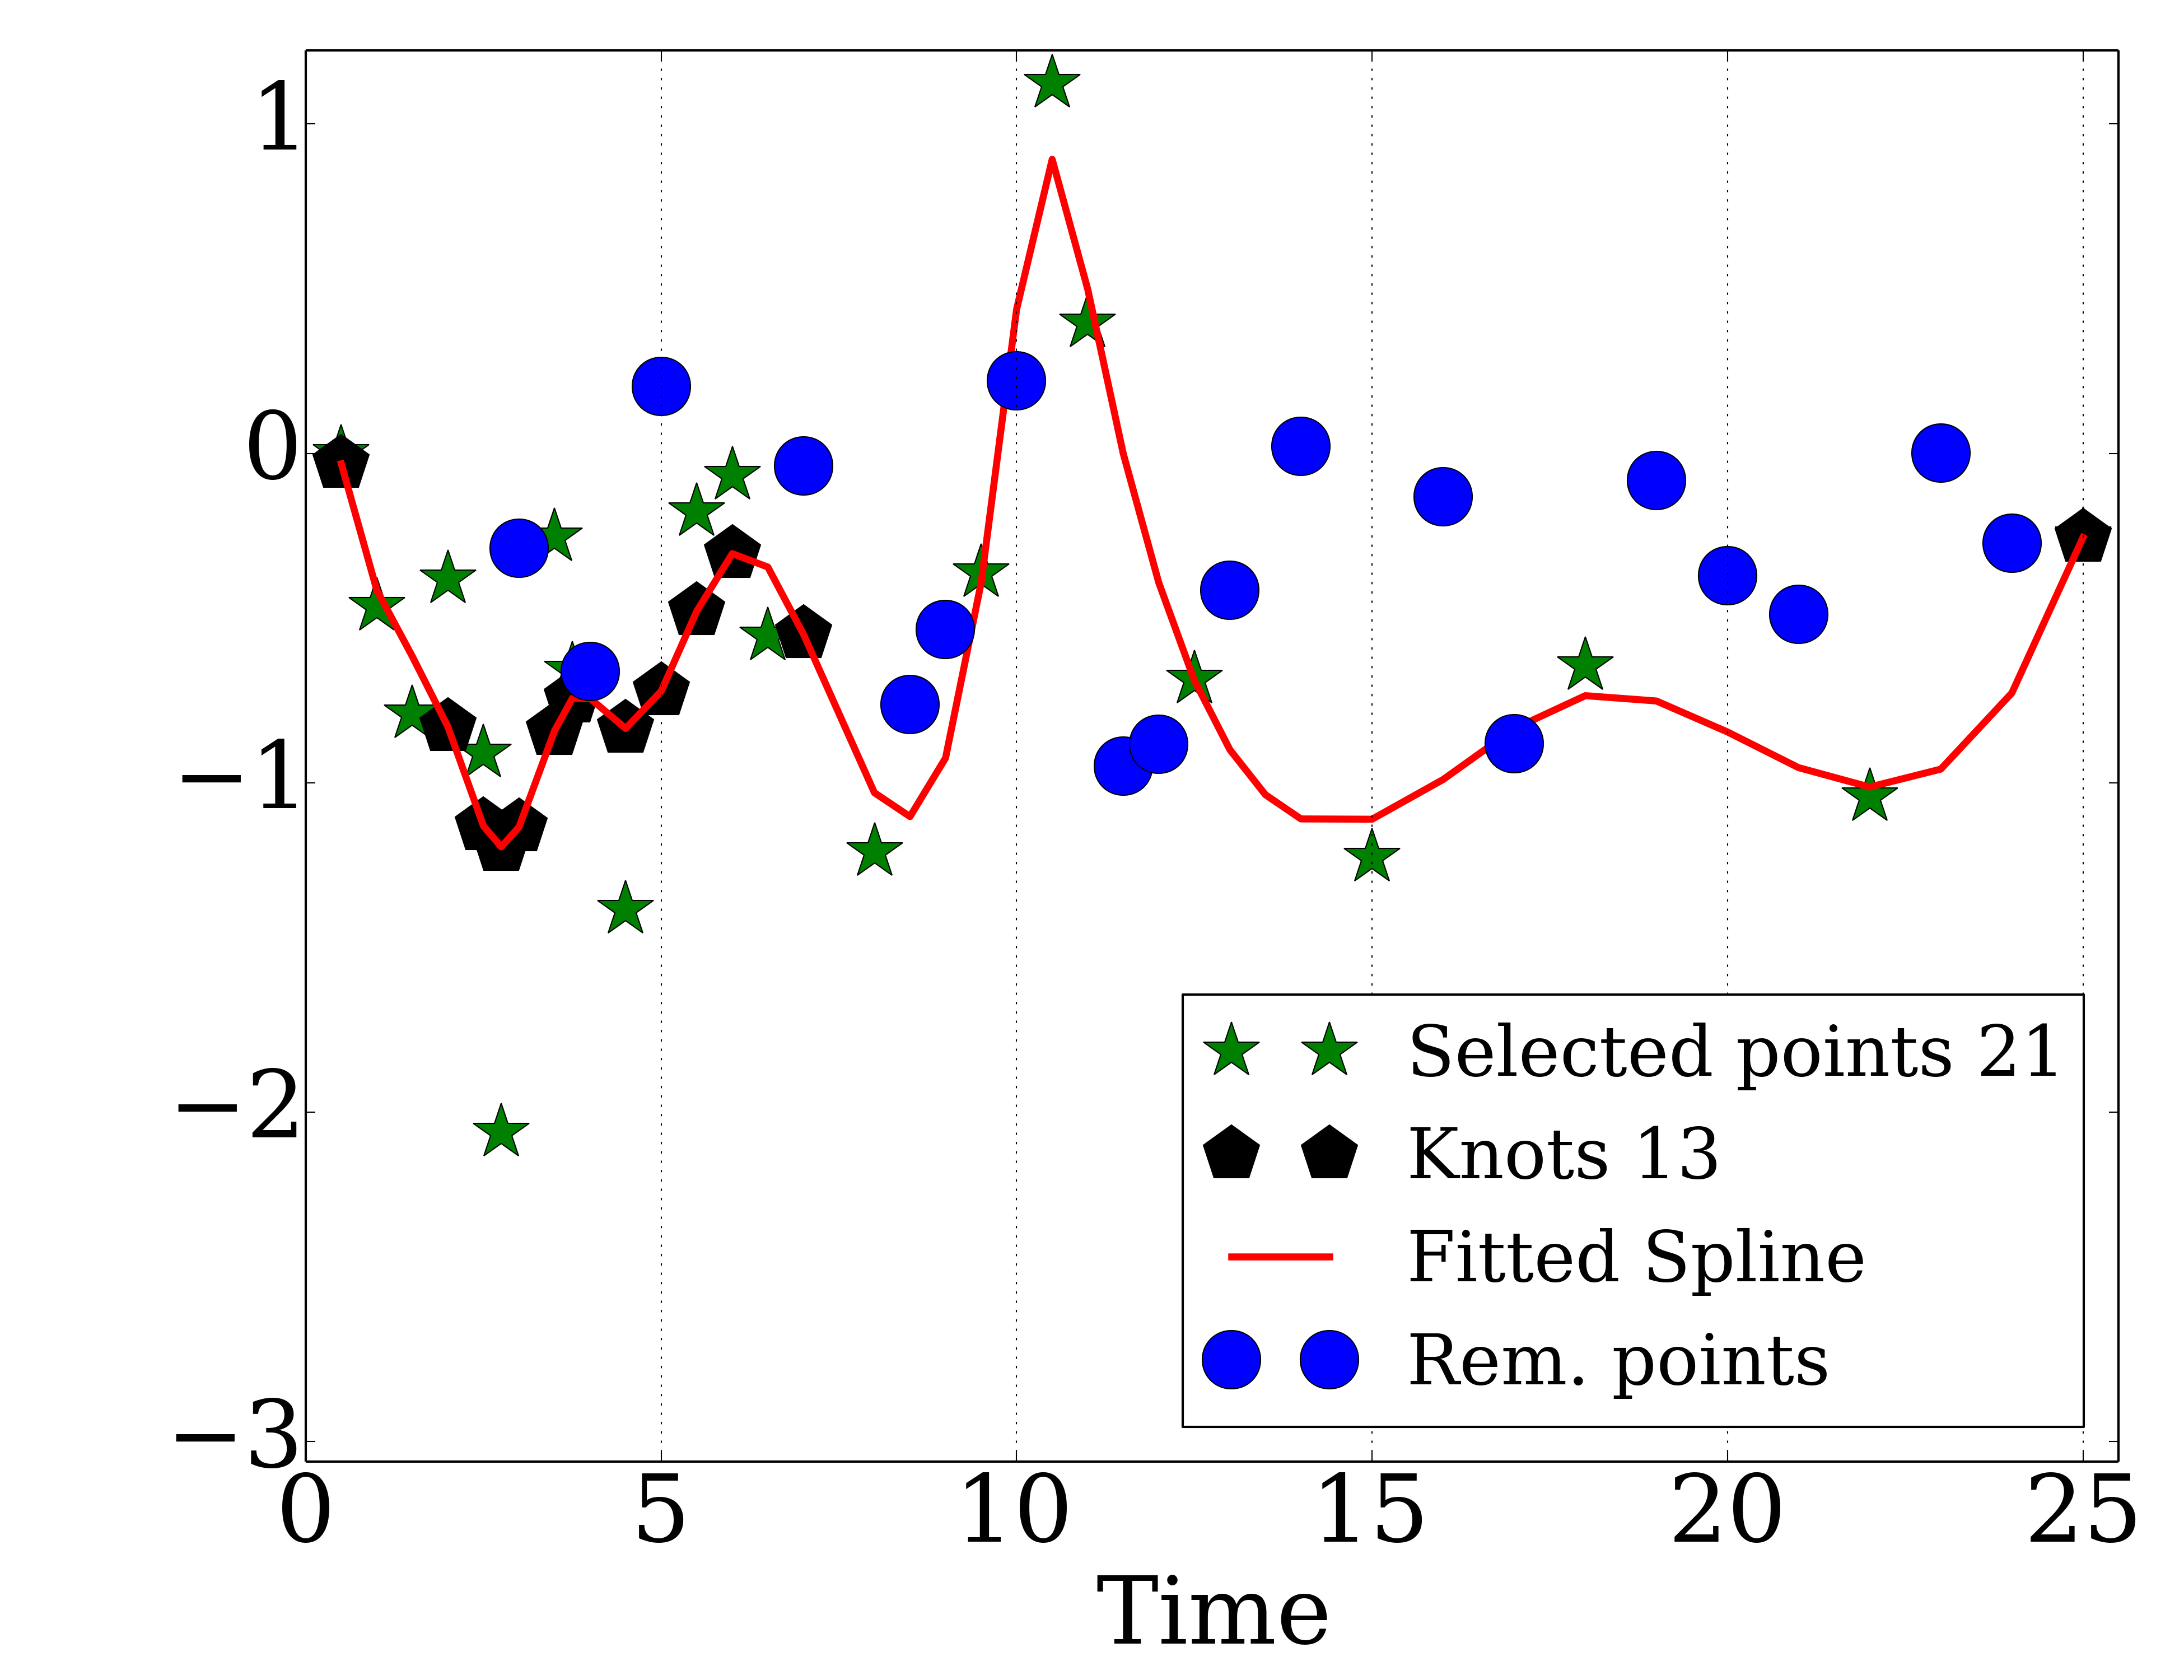 1
0
−1
−2
−3
0 5 10 15 20 25
Time
Selected points 21
Knots 13
Fitted Spline
Rem. points